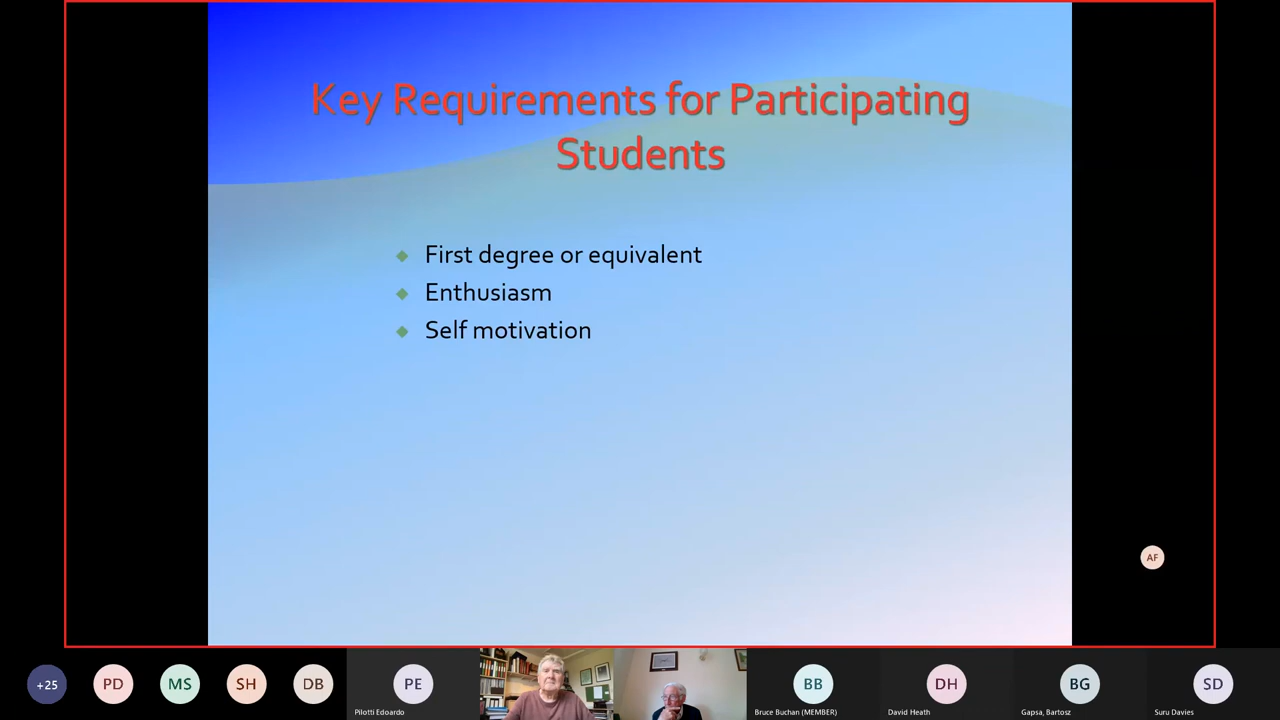 Key Requirements for Participating
Students
First degree or equivalent
Enthusiasm
Self motivation
AF
+25
PD
MS
SH
DB
PE
Pilotti Edoardo
BB
Bruce Buchan (MEMBER)
DH
David Heath
BG
Gapsa, Bartosz
SD
Suru Davies